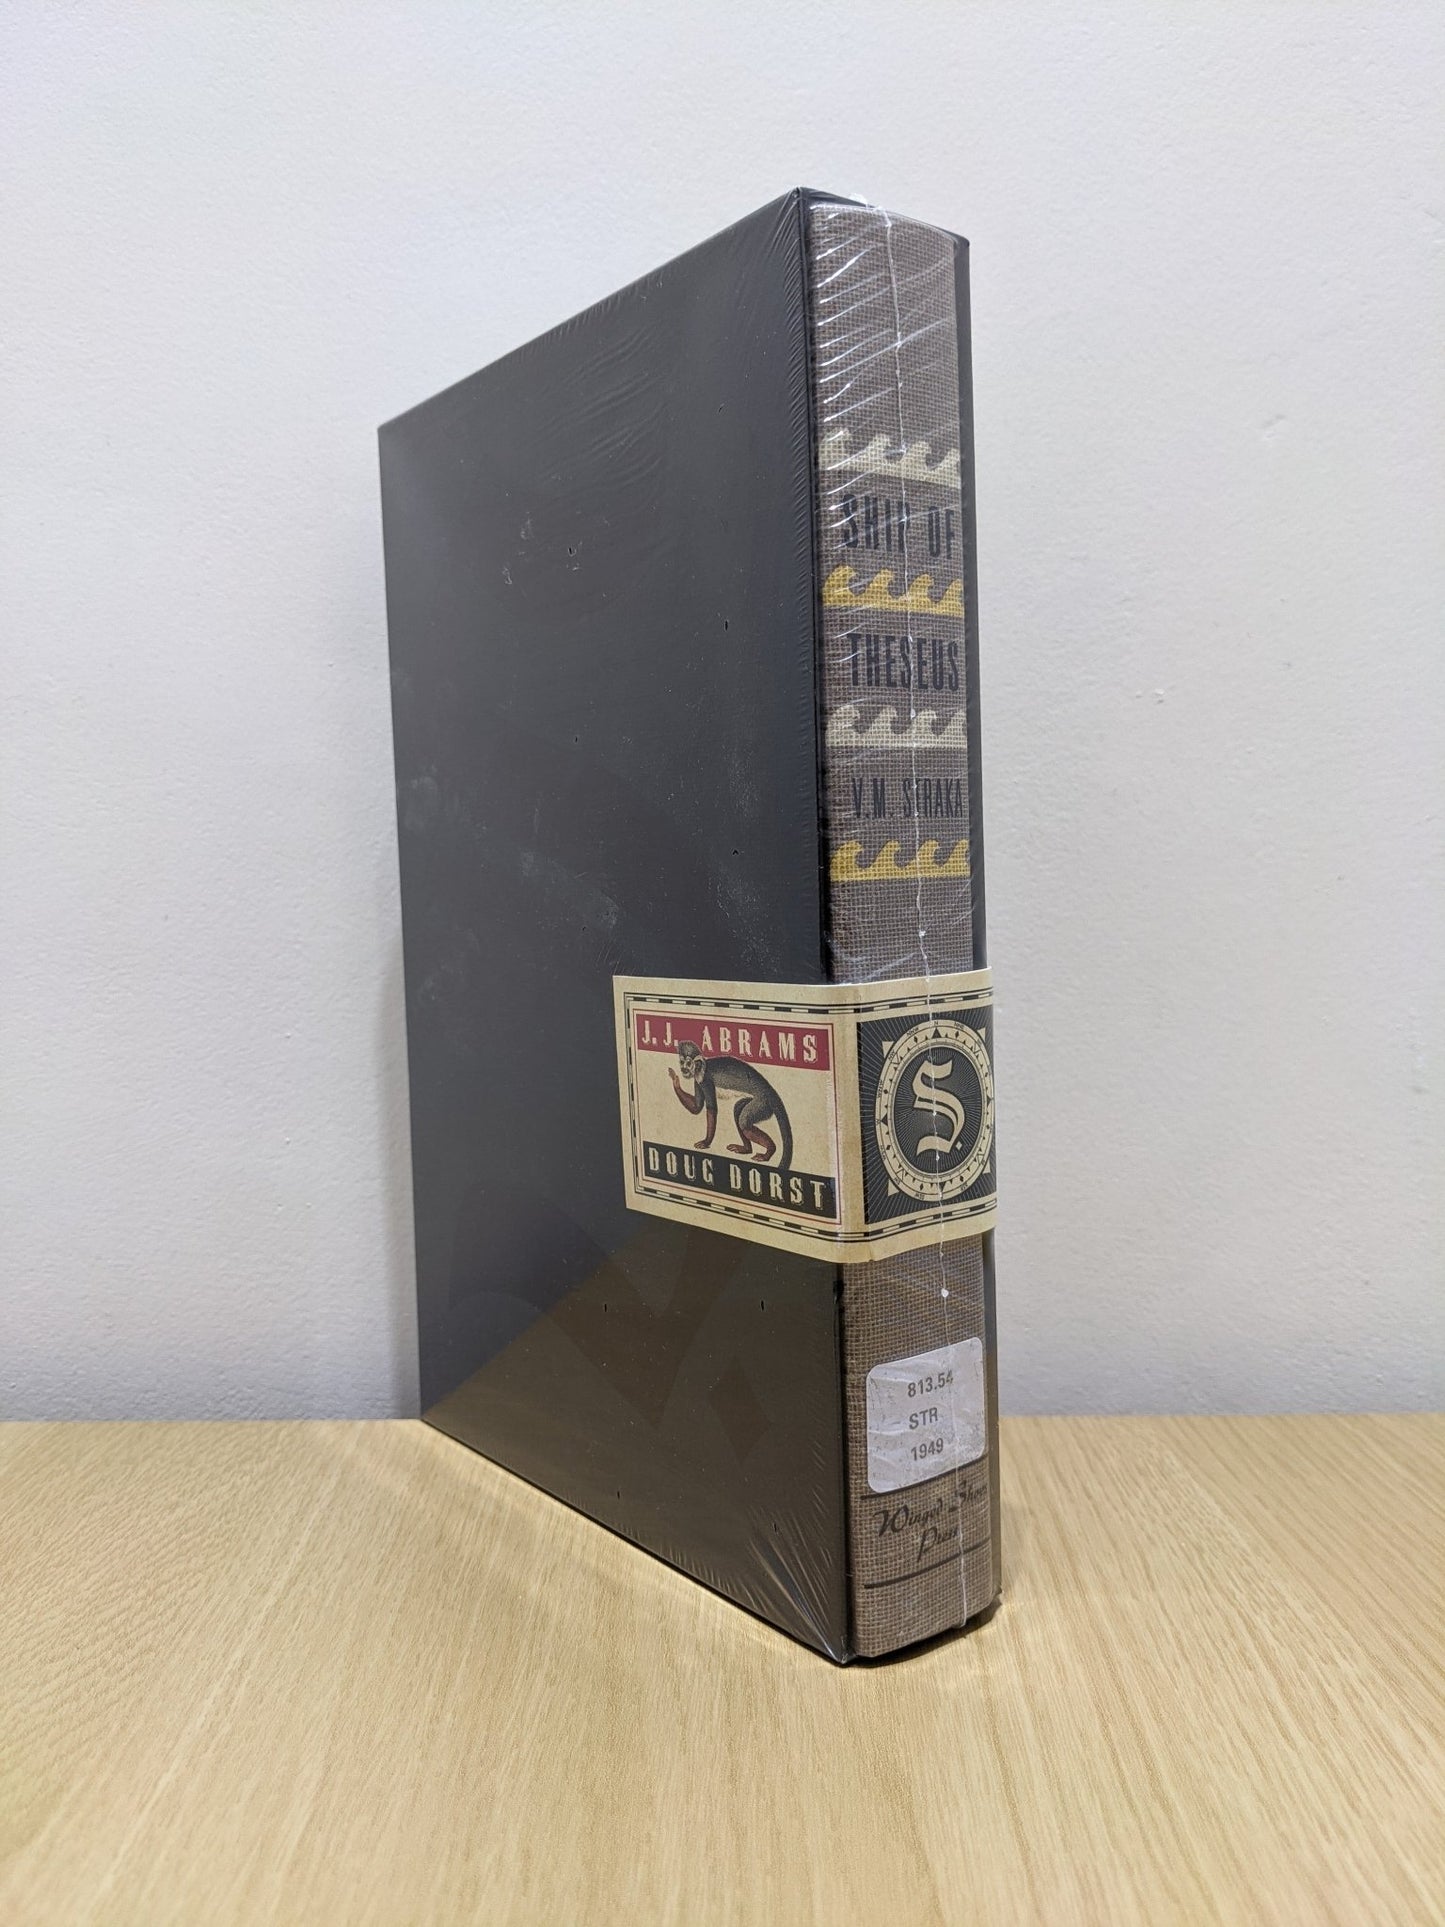 SHIP OF
THESEUS
V.M. STRAKA
J.J. ABRAMS
DOUG DORST
S.
813.54
STR
1949
Winged Shoes
Press